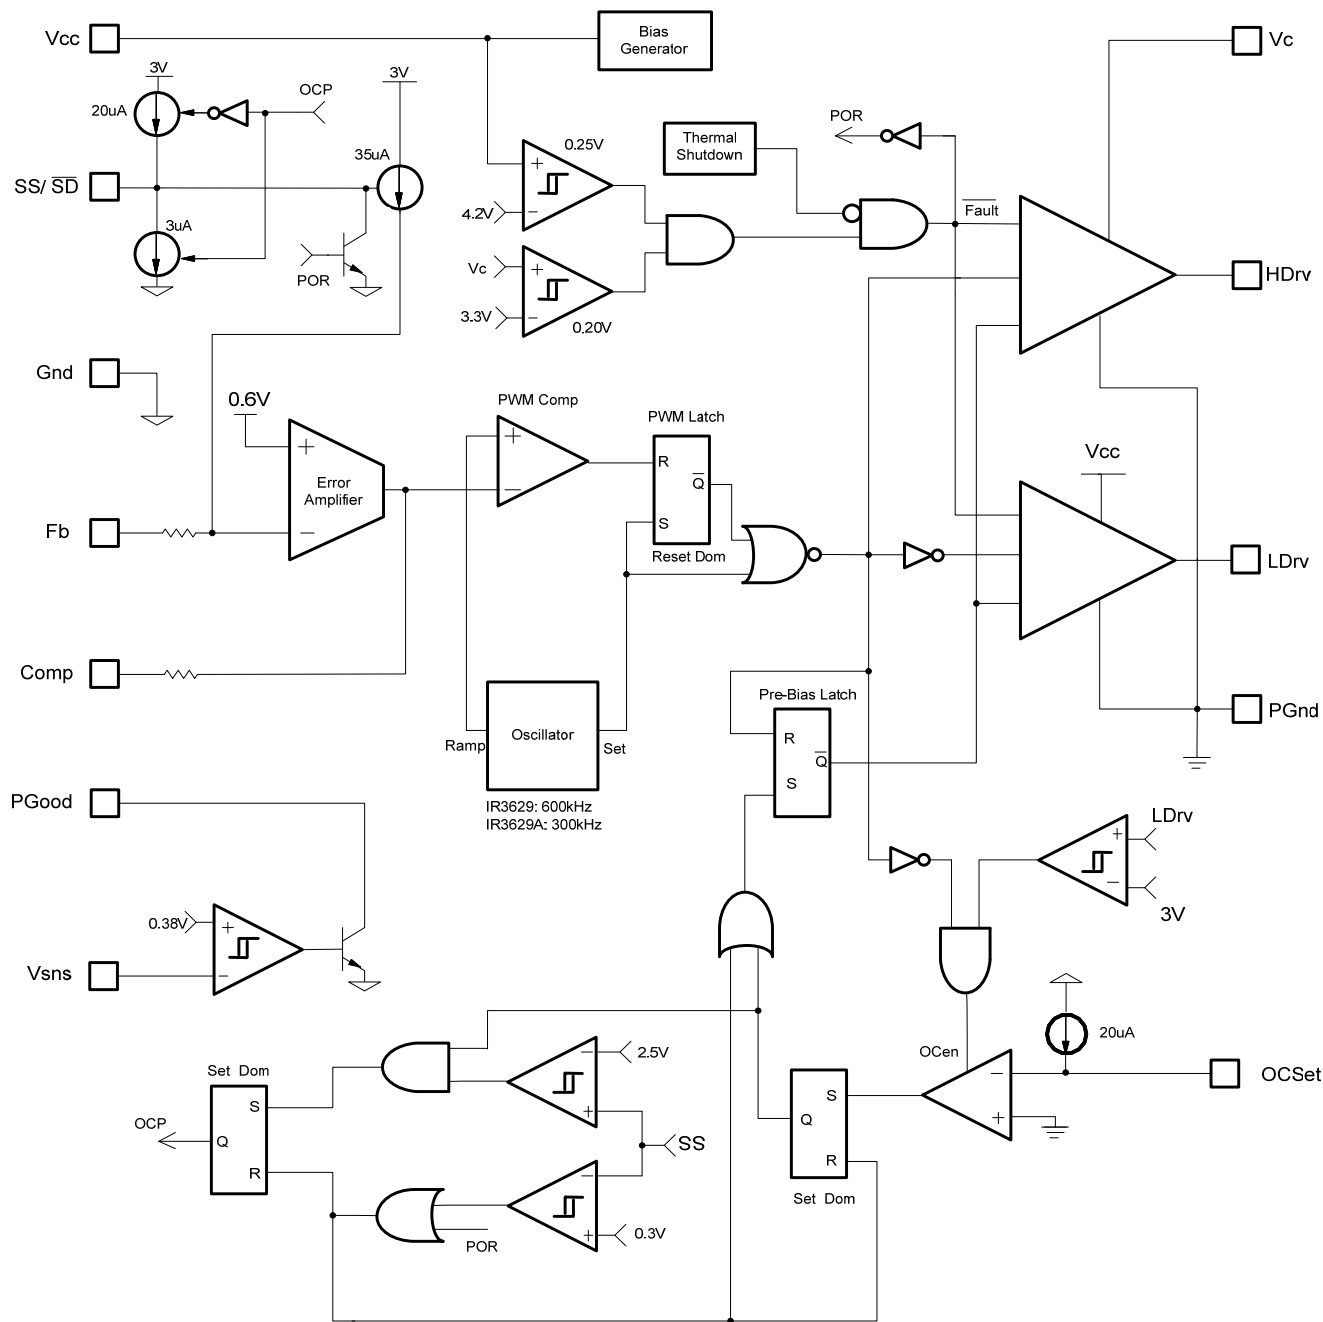 Vcc
Bias
Generator
Vc
3V
20uA
OCP
3V
35uA
SS/ SD
3uA
POR
0.25V
+
4.2V
−
Vc
+
3.3V
−
0.20V
Thermal
Shutdown
POR
Fault
HDrv
Gnd
0.6V
+
Error
Amplifier
−
Fb
PWM Comp
+
−
PWM Latch
R
Q
S
Reset Dom
Vcc
LDrv
Comp
Ramp
Oscillator
Set
IR3629: 600kHz
IR3629A: 300kHz
Pre-Bias Latch
R
Q
S
PGnd
PGood
LDrv
+
−
3V
0.38V
+
Vsns
−
OCen
20uA
−
OCSet
+
−
2.5V
+
SS
−
+
0.3V
POR
Set Dom
S
Q
R
OCP
S
Q
R
Set Dom